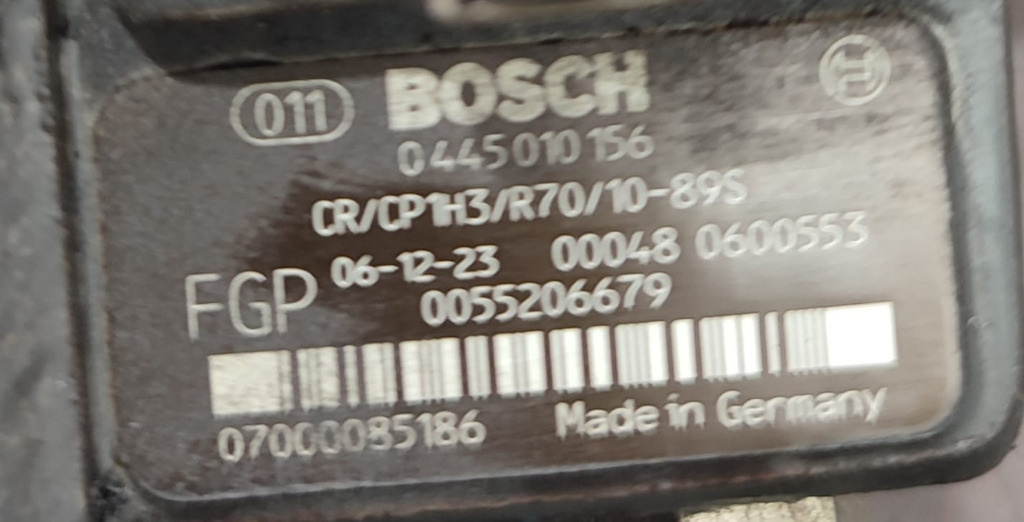 011 BOSCH
0445010156
CR/CP1H3/R70/10-89S
FGP 06-12-23 00048 0600553
0055206679
07000085186 Made in Germany